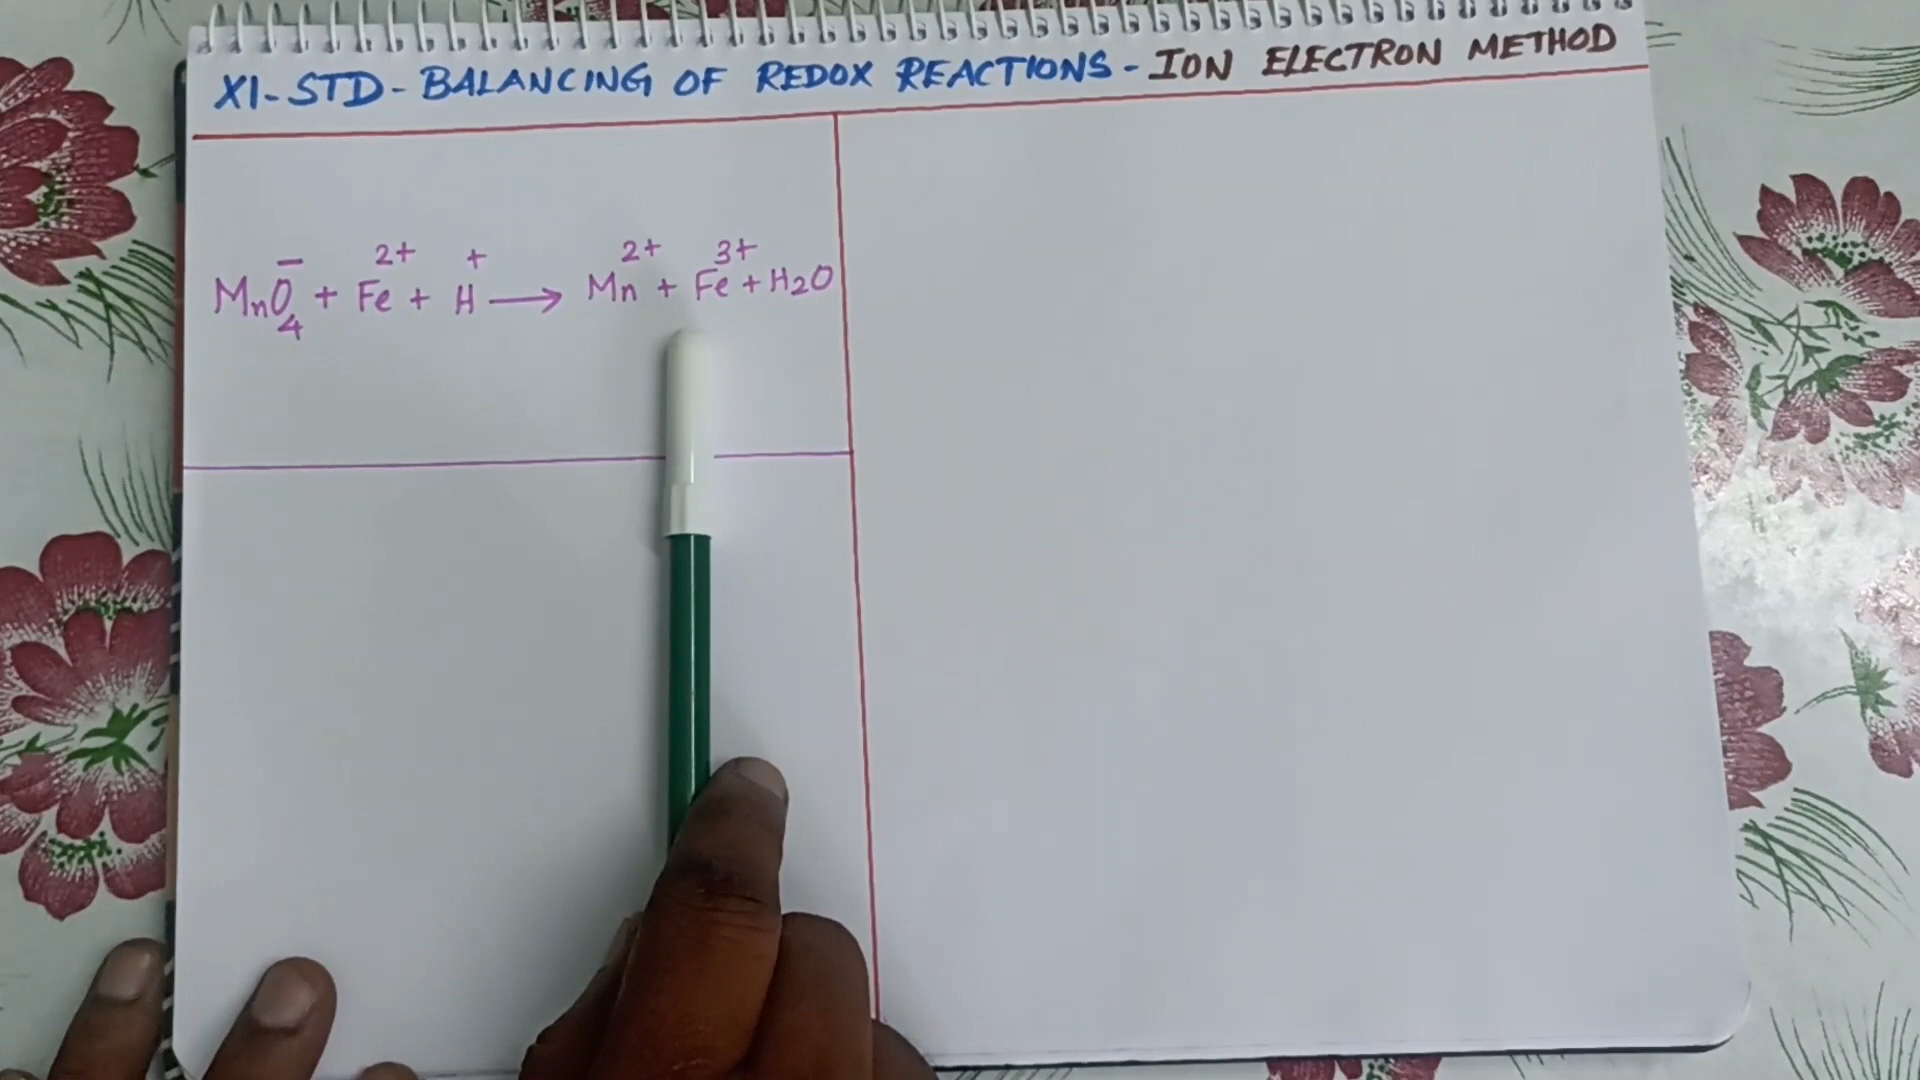 XI-STD-BALANCING OF REDOX REACTIONS-ION ELECTRON METHOD
MnO₄⁻ + Fe²⁺ + H⁺ ⟶ Mn²⁺ + Fe³⁺ + H₂O